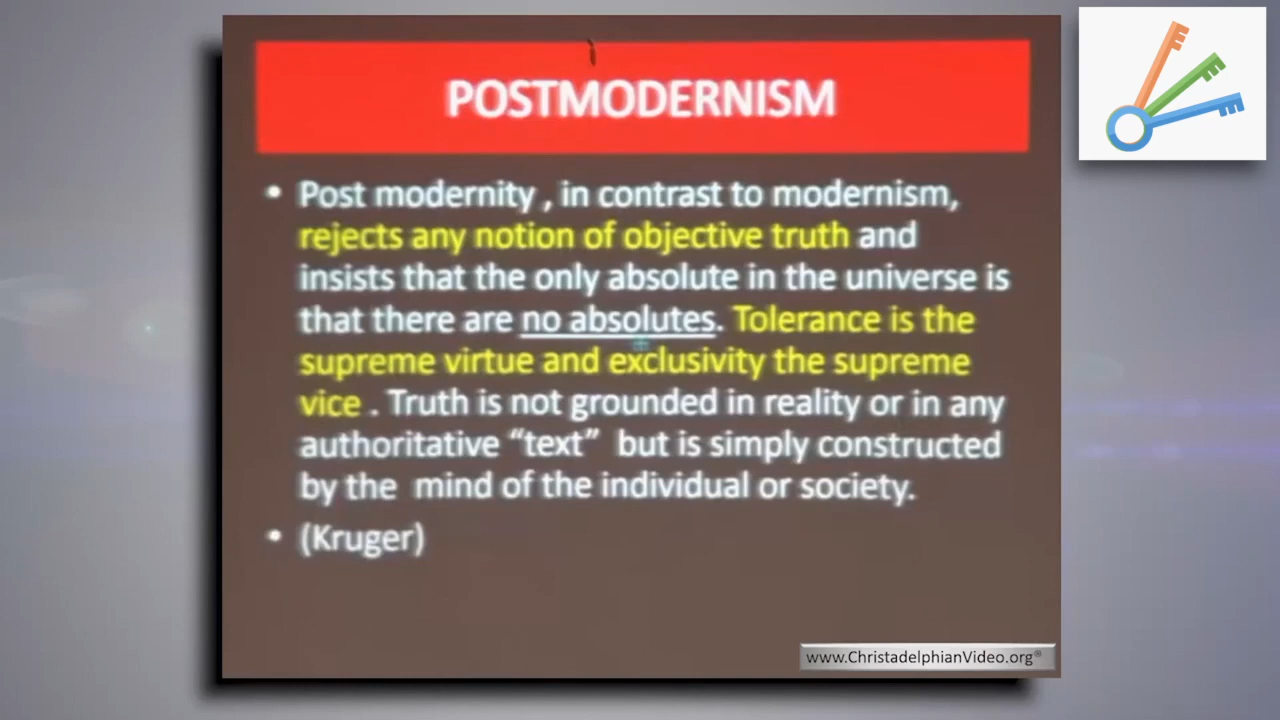 POSTMODERNISM
• Post modernity , in contrast to modernism,
rejects any notion of objective truth and
insists that the only absolute in the universe is
that there are no absolutes. Tolerance is the
supreme virtue and exclusivity the supreme
vice . Truth is not grounded in reality or in any
authoritative “text” but is simply constructed
by the mind of the individual or society.
• (Kruger)
www.ChristadelphianVideo.org®